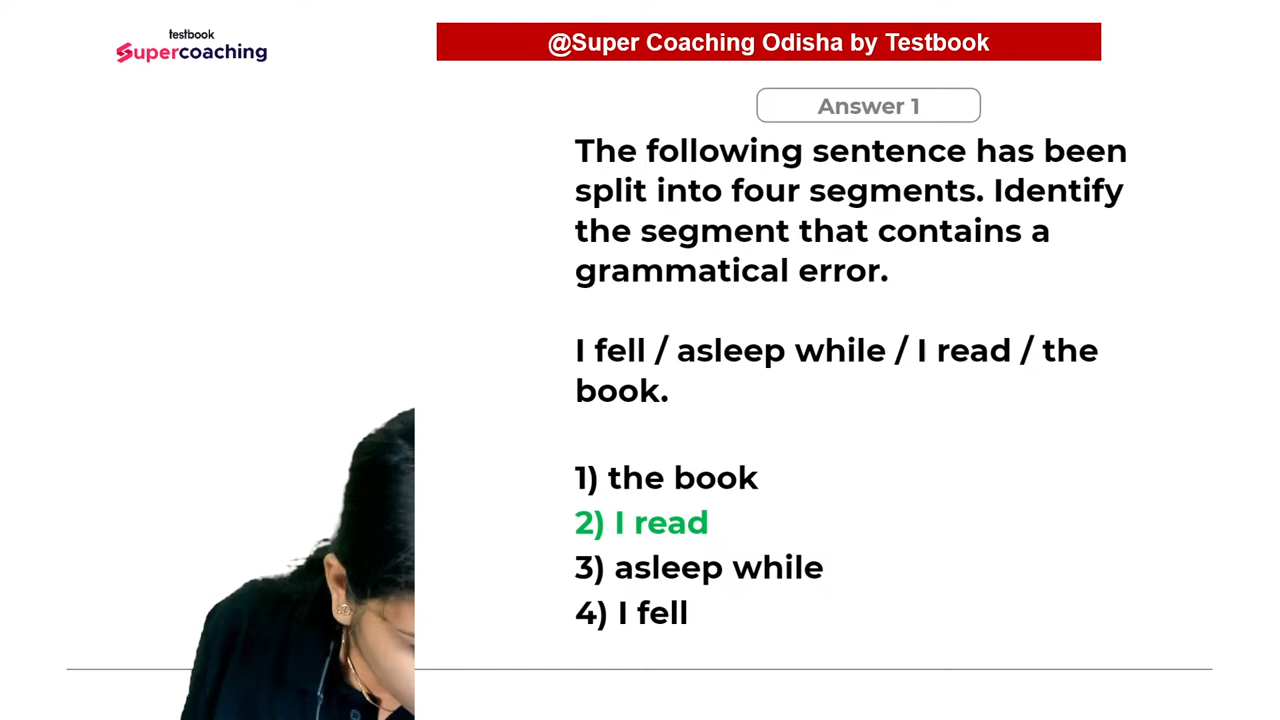 testbook
Supercoaching
@Super Coaching Odisha by Testbook
Answer 1
The following sentence has been
split into four segments. Identify
the segment that contains a
grammatical error.
I fell / asleep while / I read / the
book.
1) the book
2) I read
3) asleep while
4) I fell